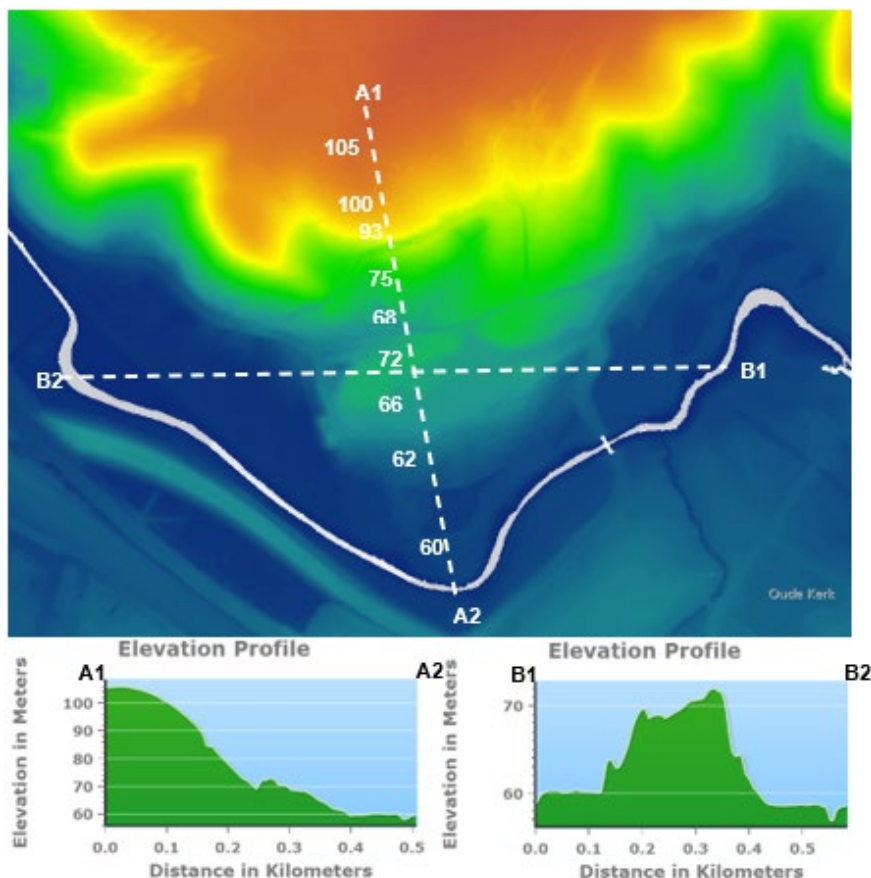 A1
105
100
93
75
68
72
B2
B1
66
62
60
Oude Kerk
A2
Elevation Profile
A1
A2
Elevation in Meters
100
90
80
70
60
0.0 0.1 0.2 0.3 0.4 0.5
Distance in Kilometers
Elevation Profile
B1
B2
Elevation in Meters
70
60
0.0 0.1 0.2 0.3 0.4 0.5
Distance in Kilometers